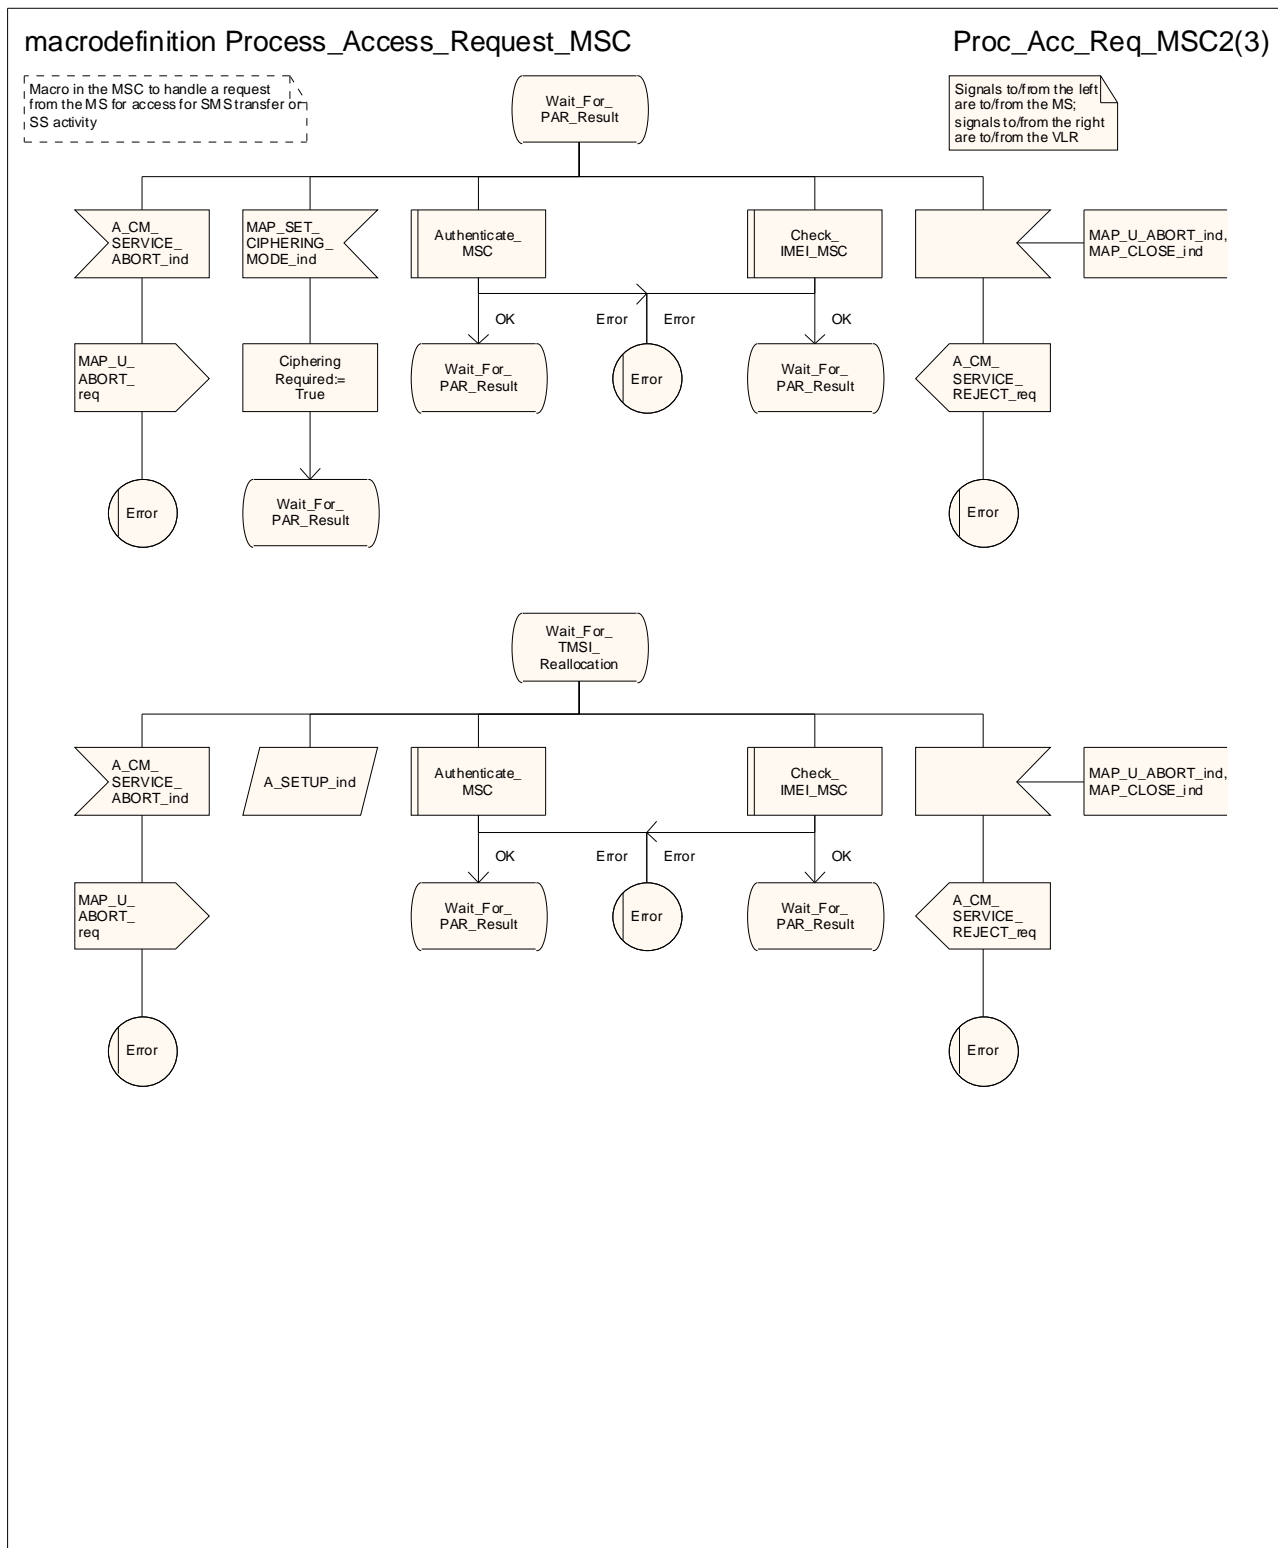 macrodefinition Process_Access_Request_MSC
Proc_Acc_Req_MSC2(3)
Macro in the MSC to handle a request
from the MS for access for SMS transfer or
SS activity
Wait_For_
PAR_Result
Signals to/from the left
are to/from the MS;
signals to/from the right
are to/from the VLR
A_CM_
SERVICE_
ABORT_ind
MAP_SET_
CIPHERING_
MODE_ind
Authenticate_
MSC
Check_
IMEI_MSC
MAP_U_ABORT_ind,
MAP_CLOSE_ind
OK
Error
Error
OK
MAP_U_
ABORT_
req
Ciphering
Required:=
True
Wait_For_
PAR_Result
Error
Wait_For_
PAR_Result
A_CM_
SERVICE_
REJECT_req
Error
Wait_For_
PAR_Result
Error
Wait_For_
TMSI_
Reallocation
A_CM_
SERVICE_
ABORT_ind
A_SETUP_ind
Authenticate_
MSC
Check_
IMEI_MSC
MAP_U_ABORT_ind,
MAP_CLOSE_ind
OK
Error
Error
OK
MAP_U_
ABORT_
req
Wait_For_
PAR_Result
Error
Wait_For_
PAR_Result
A_CM_
SERVICE_
REJECT_req
Error
Error